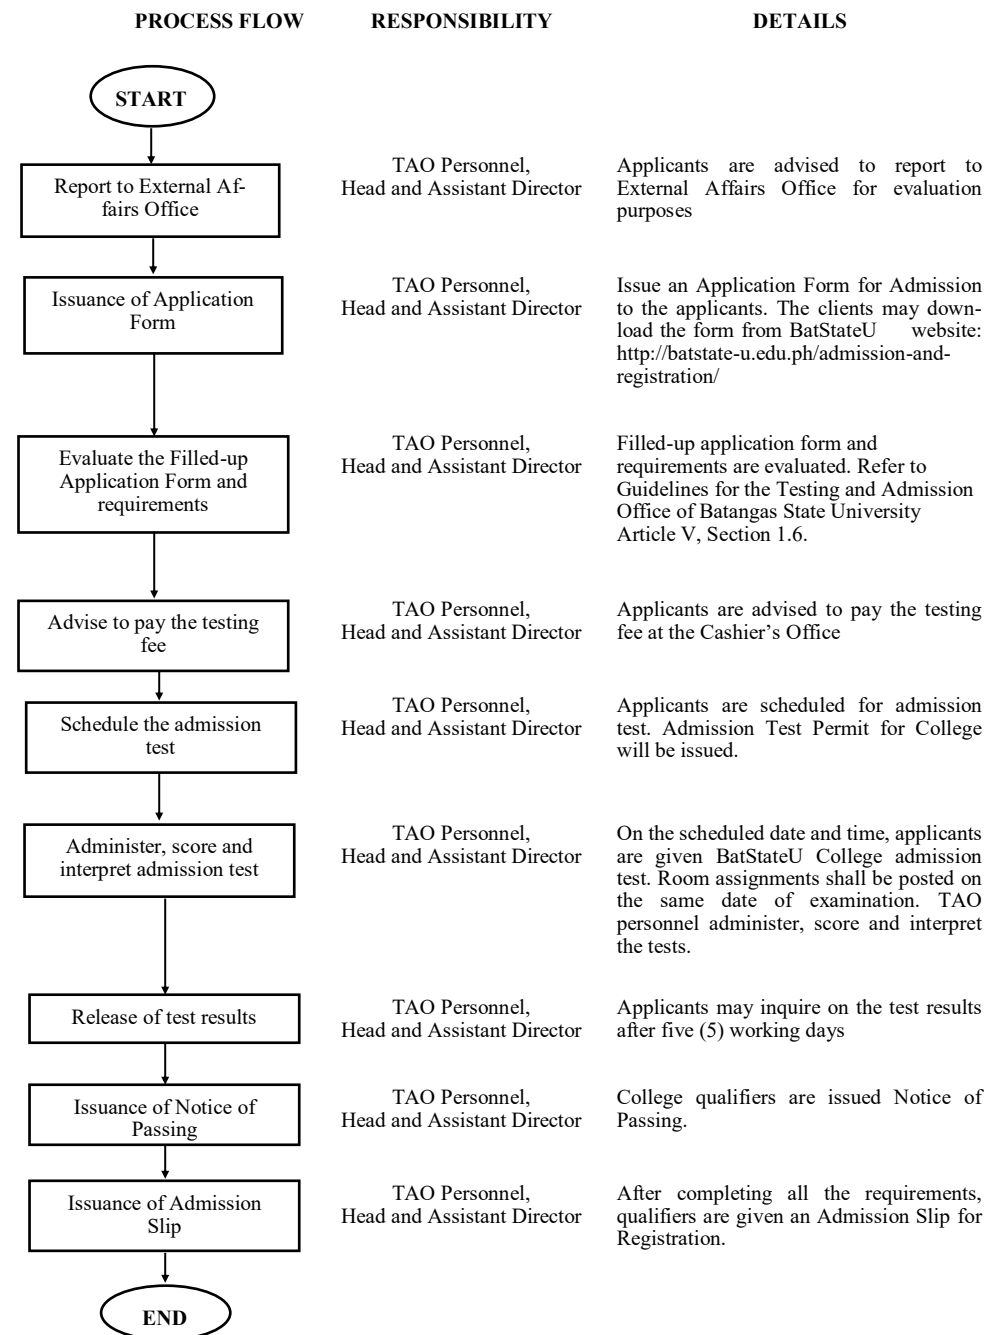 PROCESS FLOW RESPONSIBILITY DETAILS
START
Report to External Af-
fairs Office
TAO Personnel,
Head and Assistant Director
Applicants are advised to report to
External Affairs Office for evaluation
purposes
Issuance of Application
Form
TAO Personnel,
Head and Assistant Director
Issue an Application Form for Admission
to the applicants. The clients may down-
load the form from BatStateU website:
http://batstate-u.edu.ph/admission-and-
registration/
Evaluate the Filled-up
Application Form and
requirements
TAO Personnel,
Head and Assistant Director
Filled-up application form and
requirements are evaluated. Refer to
Guidelines for the Testing and Admission
Office of Batangas State University
Article V, Section 1.6.
Advise to pay the testing
fee
TAO Personnel,
Head and Assistant Director
Applicants are advised to pay the testing
fee at the Cashier's Office
Schedule the admission
test
TAO Personnel,
Head and Assistant Director
Applicants are scheduled for admission
test. Admission Test Permit for College
will be issued.
Administer, score and
interpret admission test
TAO Personnel,
Head and Assistant Director
On the scheduled date and time, applicants
are given BatStateU College admission
test. Room assignments shall be posted on
the same date of examination. TAO
personnel administer, score and interpret
the tests.
Release of test results
TAO Personnel,
Head and Assistant Director
Applicants may inquire on the test results
after five (5) working days
Issuance of Notice of
Passing
TAO Personnel,
Head and Assistant Director
College qualifiers are issued Notice of
Passing.
Issuance of Admission
Slip
TAO Personnel,
Head and Assistant Director
After completing all the requirements,
qualifiers are given an Admission Slip for
Registration.
END